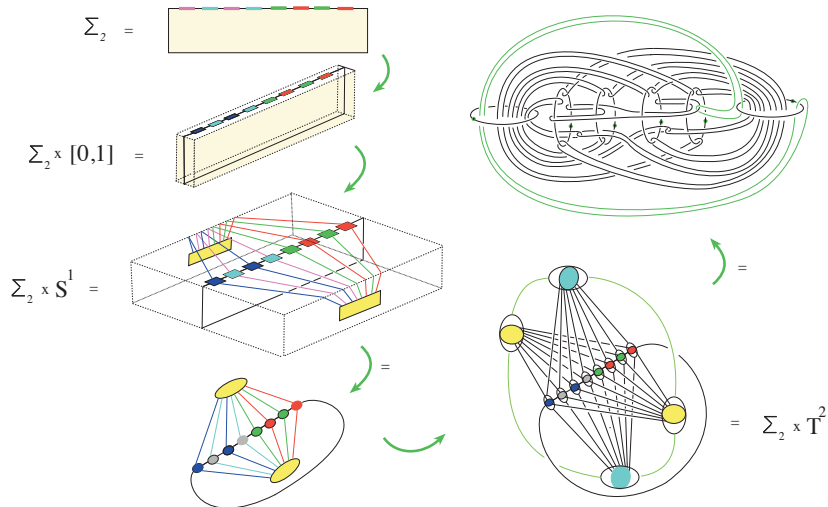 Σ₂ =
Σ₂ x [0,1] =
Σ₂ x S¹ =
=
=
= Σ₂ x T²